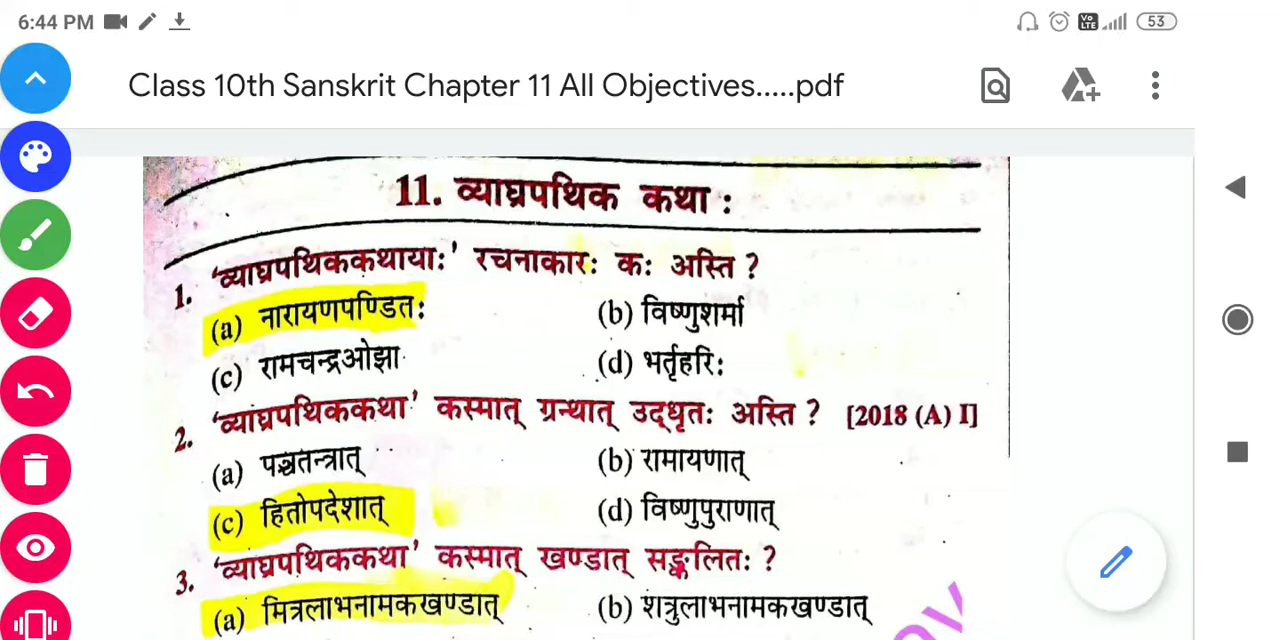 6:44 PM
Vo LTE
53
Class 10th Sanskrit Chapter 11 All Objectives.....pdf
11. व्याघ्रपथिक कथा :
1. 'व्याघ्रपथिककथायाः' रचनाकारः कः अस्ति ?
(a) नारायणपण्डितः (b) विष्णुशर्मा
(c) रामचन्द्रओझा (d) भर्तृहरिः
2. 'व्याघ्रपथिककथा' कस्मात् ग्रन्थात् उद्धृतः अस्ति ? [2018 (A) I]
(a) पञ्चतन्त्रात् (b) रामायणात्
(c) हितोपदेशात् (d) विष्णुपुराणात्
3. 'व्याघ्रपथिककथा' कस्मात् खण्डात् सङ्कलितः ?
(a) मित्रलाभनामकखण्डात् (b) शत्रुलाभनामकखण्डात्